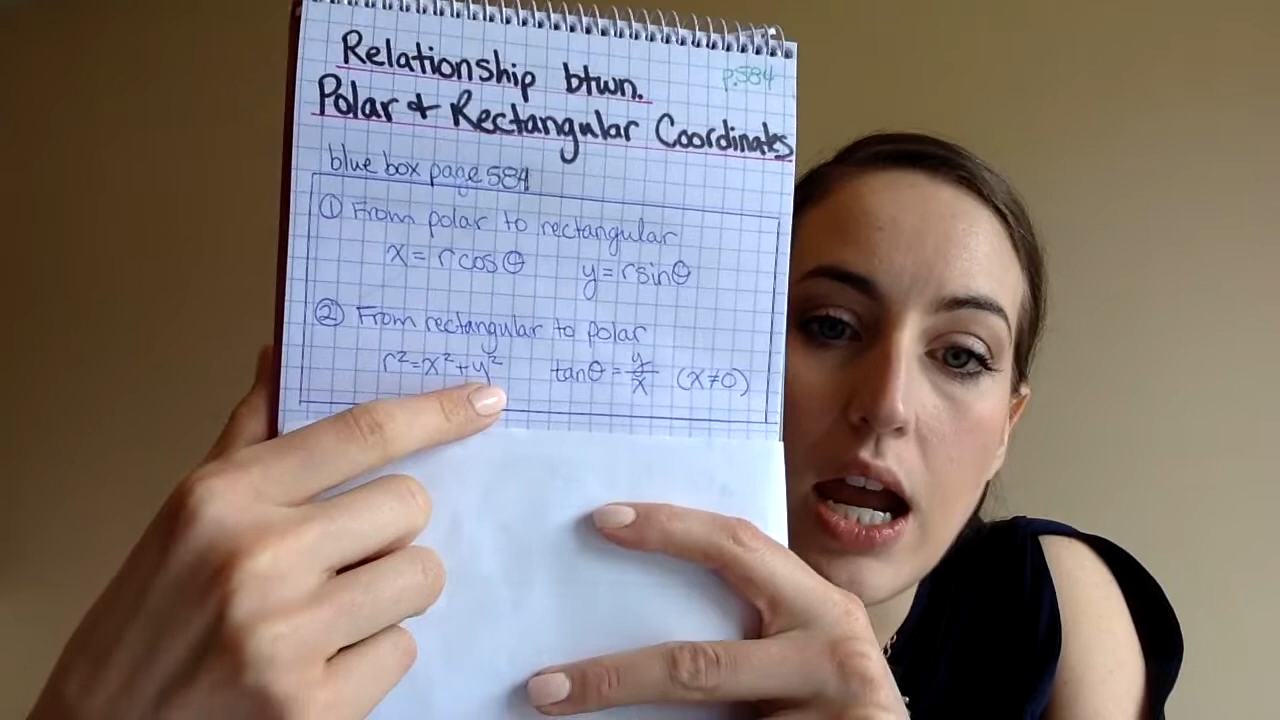 p.584
Relationship btwn.
Polar + Rectangular Coordinates
blue box page 584
① From polar to rectangular
x = r cos θ y = r sin θ
② From rectangular to polar
r² = x² + y² tan θ = y/x (x ≠ 0)